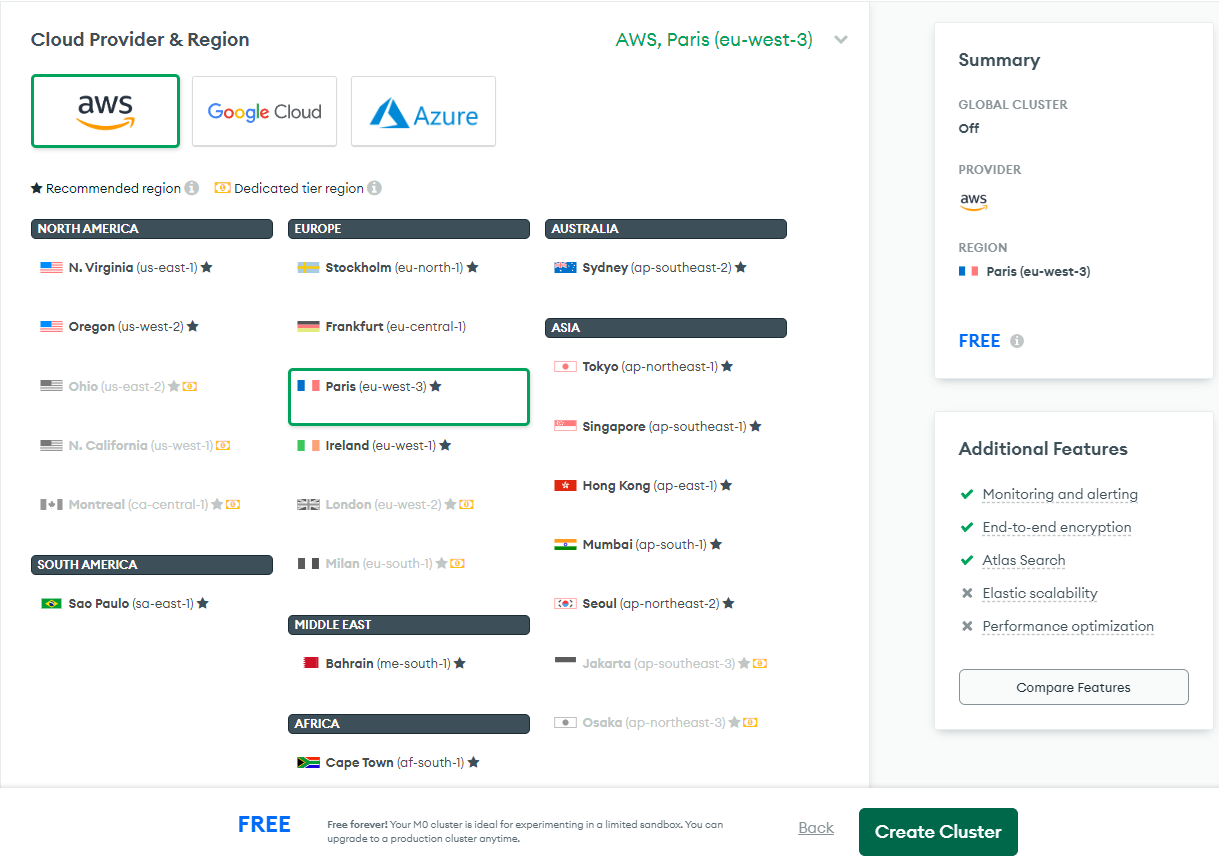 Cloud Provider & Region
AWS, Paris (eu-west-3)
aws
Google Cloud
Azure
Recommended region
Dedicated tier region
NORTH AMERICA
N. Virginia (us-east-1)
Oregon (us-west-2)
Ohio (us-east-2)
N. California (us-west-1)
Montreal (ca-central-1)
SOUTH AMERICA
Sao Paulo (sa-east-1)
EUROPE
Stockholm (eu-north-1)
Frankfurt (eu-central-1)
Paris (eu-west-3)
Ireland (eu-west-1)
London (eu-west-2)
Milan (eu-south-1)
MIDDLE EAST
Bahrain (me-south-1)
AFRICA
Cape Town (af-south-1)
AUSTRALIA
Sydney (ap-southeast-2)
ASIA
Tokyo (ap-northeast-1)
Singapore (ap-southeast-1)
Hong Kong (ap-east-1)
Mumbai (ap-south-1)
Seoul (ap-northeast-2)
Jakarta (ap-southeast-3)
Osaka (ap-northeast-3)
Summary
GLOBAL CLUSTER
Off
PROVIDER
aws
REGION
Paris (eu-west-3)
FREE
Additional Features
Monitoring and alerting
End-to-end encryption
Atlas Search
Elastic scalability
Performance optimization
Compare Features
FREE
Free forever! Your M0 cluster is ideal for experimenting in a limited sandbox. You can
upgrade to a production cluster anytime.
Back
Create Cluster